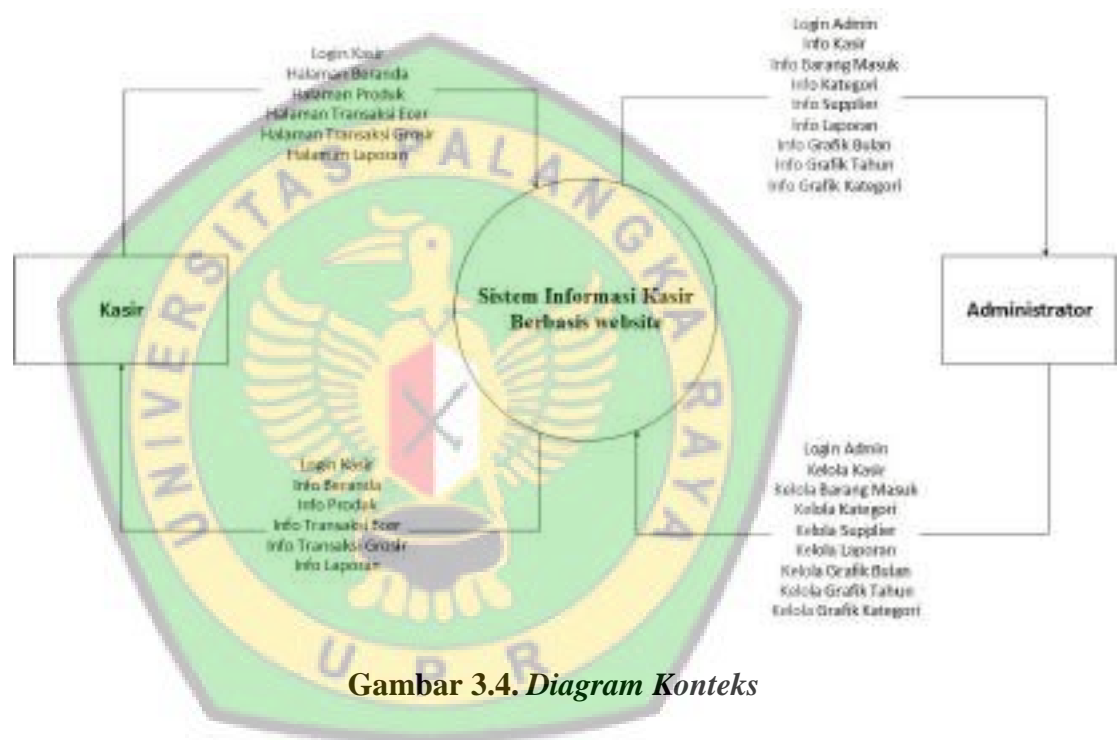 Login Kasir
Halaman Beranda
Halaman Produk
Halaman Transaksi Ecer
Halaman Transaksi Grosir
Halaman Laporan
Login Admin
Info Kasir
Info Barang Masuk
Info Kategori
Info Supplier
Info Laporan
Info Grafik Bulan
Info Grafik Tahun
Info Grafik Kategori
Kasir
Sistem Informasi Kasir
Berbasis website
Administrator
Login Kasir
Info Beranda
Info Produk
Info Transaksi Ecer
Info Transaksi Grosir
Info Laporan
Login Admin
Kelola Kasir
Kelola Barang Masuk
Kelola Kategori
Kelola Supplier
Kelola Laporan
Kelola Grafik Bulan
Kelola Grafik Tahun
Kelola Grafik Kategori
UNIVERSITAS PALANGKA RAYA
UPR
Gambar 3.4. Diagram Konteks